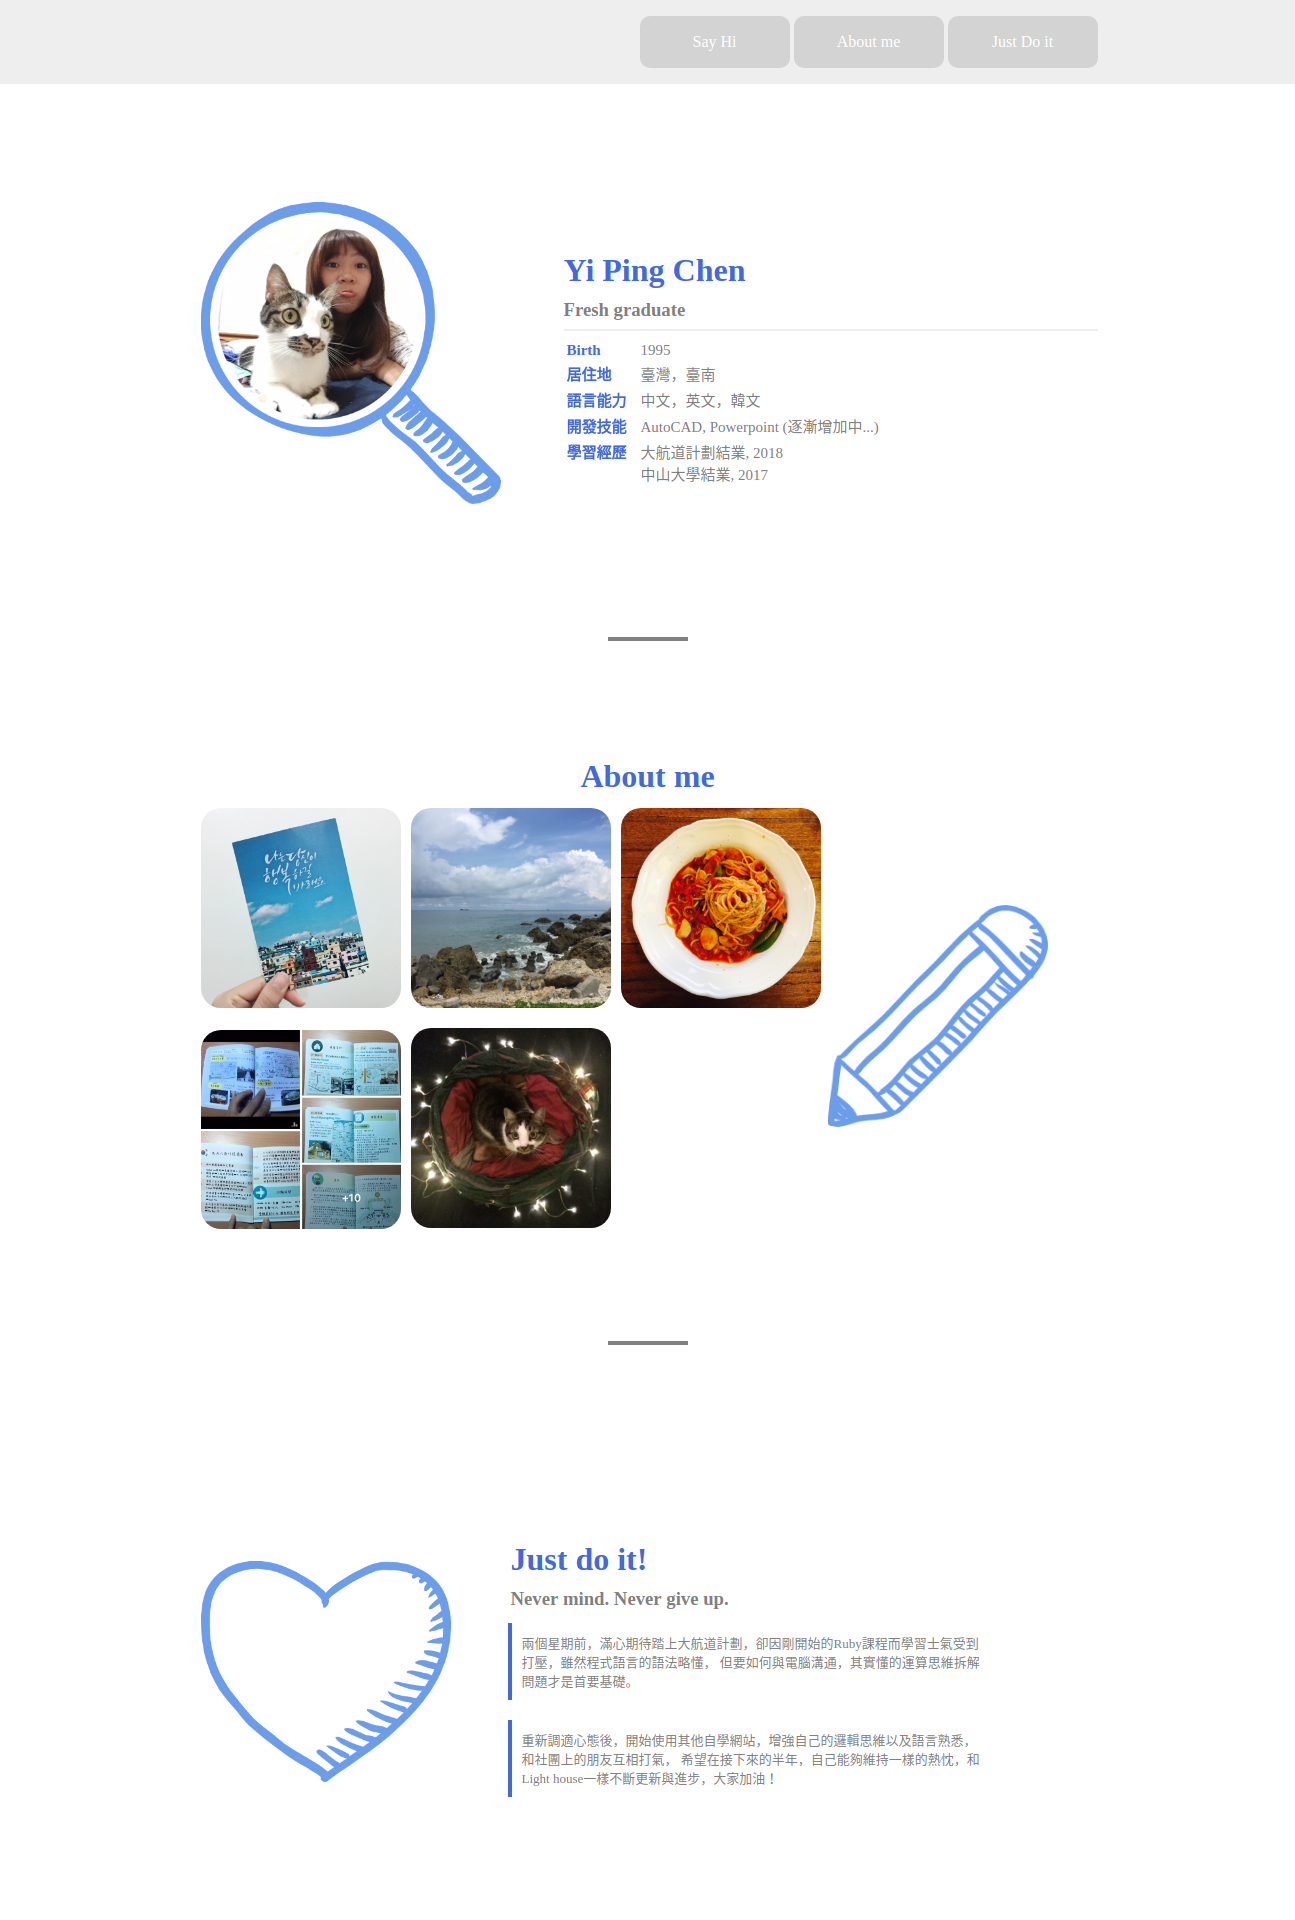 Say Hi
About me
Just Do it
Yi Ping Chen
Fresh graduate
Birth 1995
居住地 臺灣，臺南
語言能力 中文，英文，韓文
開發技能 AutoCAD, Powerpoint (逐漸增加中...)
學習經歷 大航道計劃結業, 2018
中山大學結業, 2017
About me
나는 당신이
행복하길
바래요
+10
Just do it!
Never mind. Never give up.
兩個星期前，滿心期待踏上大航道計劃，卻因剛開始的Ruby課程而學習士氣受到
打壓，雖然程式語言的語法略懂， 但要如何與電腦溝通，其實懂的運算思維拆解
問題才是首要基礎。
重新調適心態後，開始使用其他自學網站，增強自己的邏輯思維以及語言熟悉，
和社團上的朋友互相打氣， 希望在接下來的半年，自己能夠維持一樣的熱忱，和
Light house一樣不斷更新與進步，大家加油！